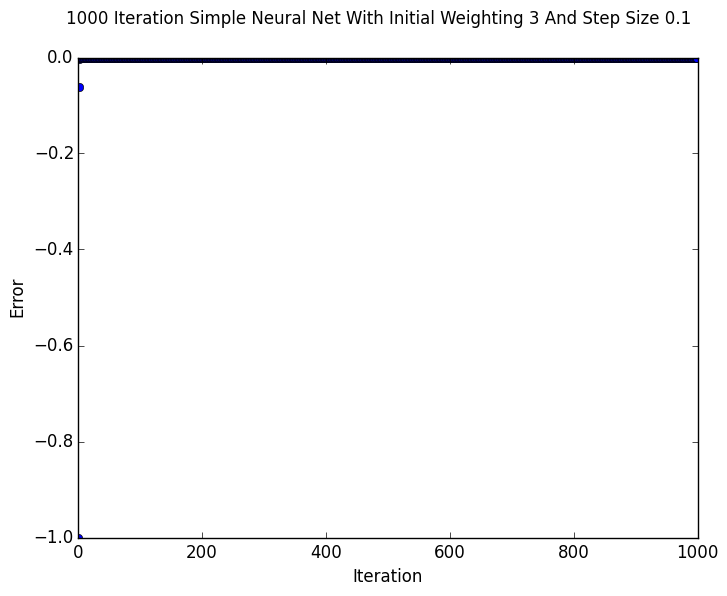 1000 Iteration Simple Neural Net With Initial Weighting 3 And Step Size 0.1
0.0
−0.2
−0.4
−0.6
−0.8
−1.0
Error
0 200 400 600 800 1000
Iteration